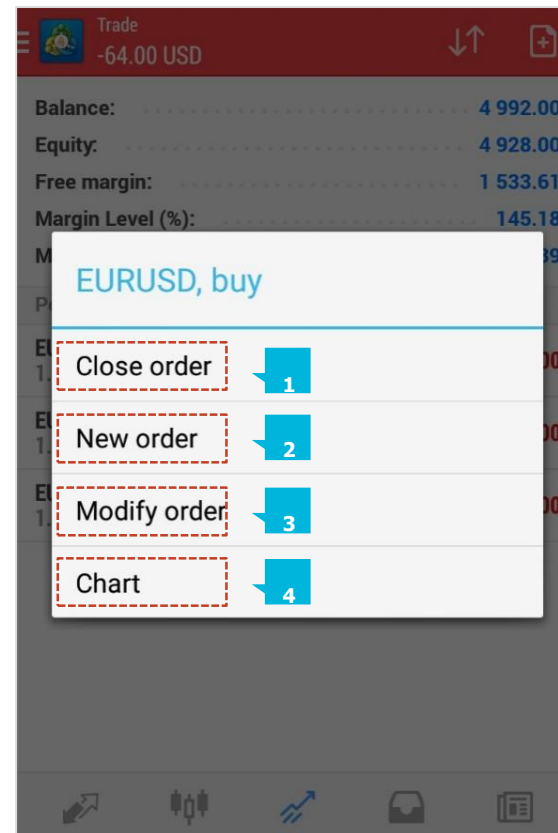 Trade
-64.00 USD
Balance: 4 992.00
Equity: 4 928.00
Free margin: 1 533.61
Margin Level (%): 145.18
EURUSD, buy
Close order
1
New order
2
Modify order
3
Chart
4